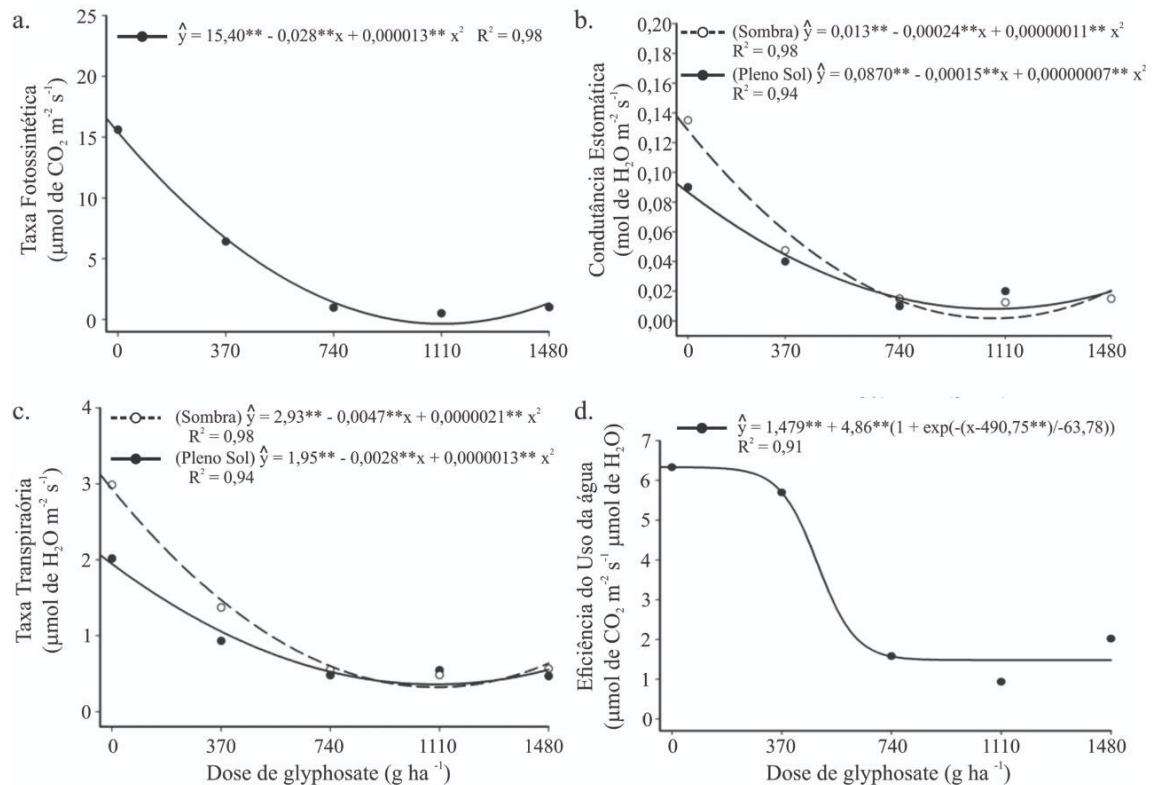 a.
ŷ = 15,40** - 0,028**x + 0,000013** x² R² = 0,98
Taxa Fotossintética
(µmol de CO₂ m⁻² s⁻¹)
25
20
15
10
5
0
0 370 740 1110 1480
b.
(Sombra) ŷ = 0,013** - 0,00024**x + 0,00000011** x²
R² = 0,98
(Pleno Sol) ŷ = 0,0870** - 0,00015**x + 0,00000007** x²
R² = 0,94
Condutância Estomática
(mol de H₂O m⁻² s⁻¹)
0,20
0,18
0,16
0,14
0,12
0,10
0,08
0,06
0,04
0,02
0,00
0 370 740 1110 1480
c.
(Sombra) ŷ = 2,93** - 0,0047**x + 0,0000021** x²
R² = 0,98
(Pleno Sol) ŷ = 1,95** - 0,0028**x + 0,0000013** x²
R² = 0,94
Taxa Transpiraória
(µmol de H₂O m⁻² s⁻¹)
4
3
2
1
0
0 370 740 1110 1480
Dose de glyphosate (g ha ⁻¹)
d.
ŷ = 1,479** + 4,86**(1 + exp(-(x-490,75**)/-63,78))
R² = 0,91
Eficiência do Uso da água
(µmol de CO₂ m⁻² s⁻¹ µmol de H₂O)
7
6
5
4
3
2
1
0
0 370 740 1110 1480
Dose de glyphosate (g ha ⁻¹)